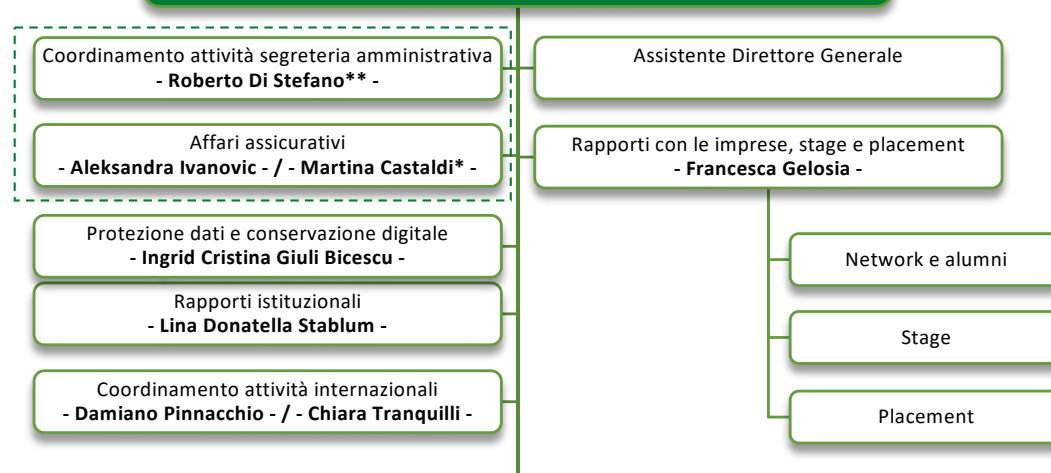 Coordinamento attività segreteria amministrativa
- Roberto Di Stefano** -
Assistente Direttore Generale
Affari assicurativi
- Aleksandra Ivanovic - / - Martina Castaldi* -
Rapporti con le imprese, stage e placement
- Francesca Gelosia -
Protezione dati e conservazione digitale
- Ingrid Cristina Giuli Bicescu -
Network e alumni
Rapporti istituzionali
- Lina Donatella Stablum -
Stage
Coordinamento attività internazionali
- Damiano Pinnacchio - / - Chiara Tranquilli -
Placement